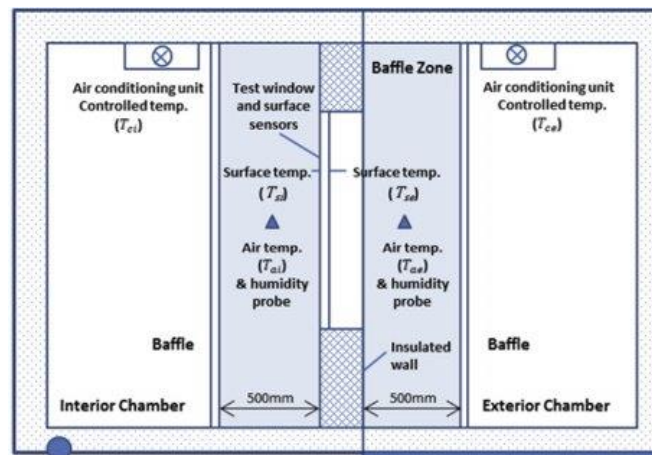 Air conditioning unit
Controlled temp.
(Tci)
Test window
and surface
sensors
Baffle Zone
Air conditioning unit
Controlled temp.
(Tce)
Surface temp.
(Tsi)
Surface temp.
(Tse)
Air temp.
(Tai)
& humidity
probe
Air temp.
(Tae)
& humidity
probe
Baffle
Insulated
wall
Baffle
Interior Chamber
500mm
500mm
Exterior Chamber